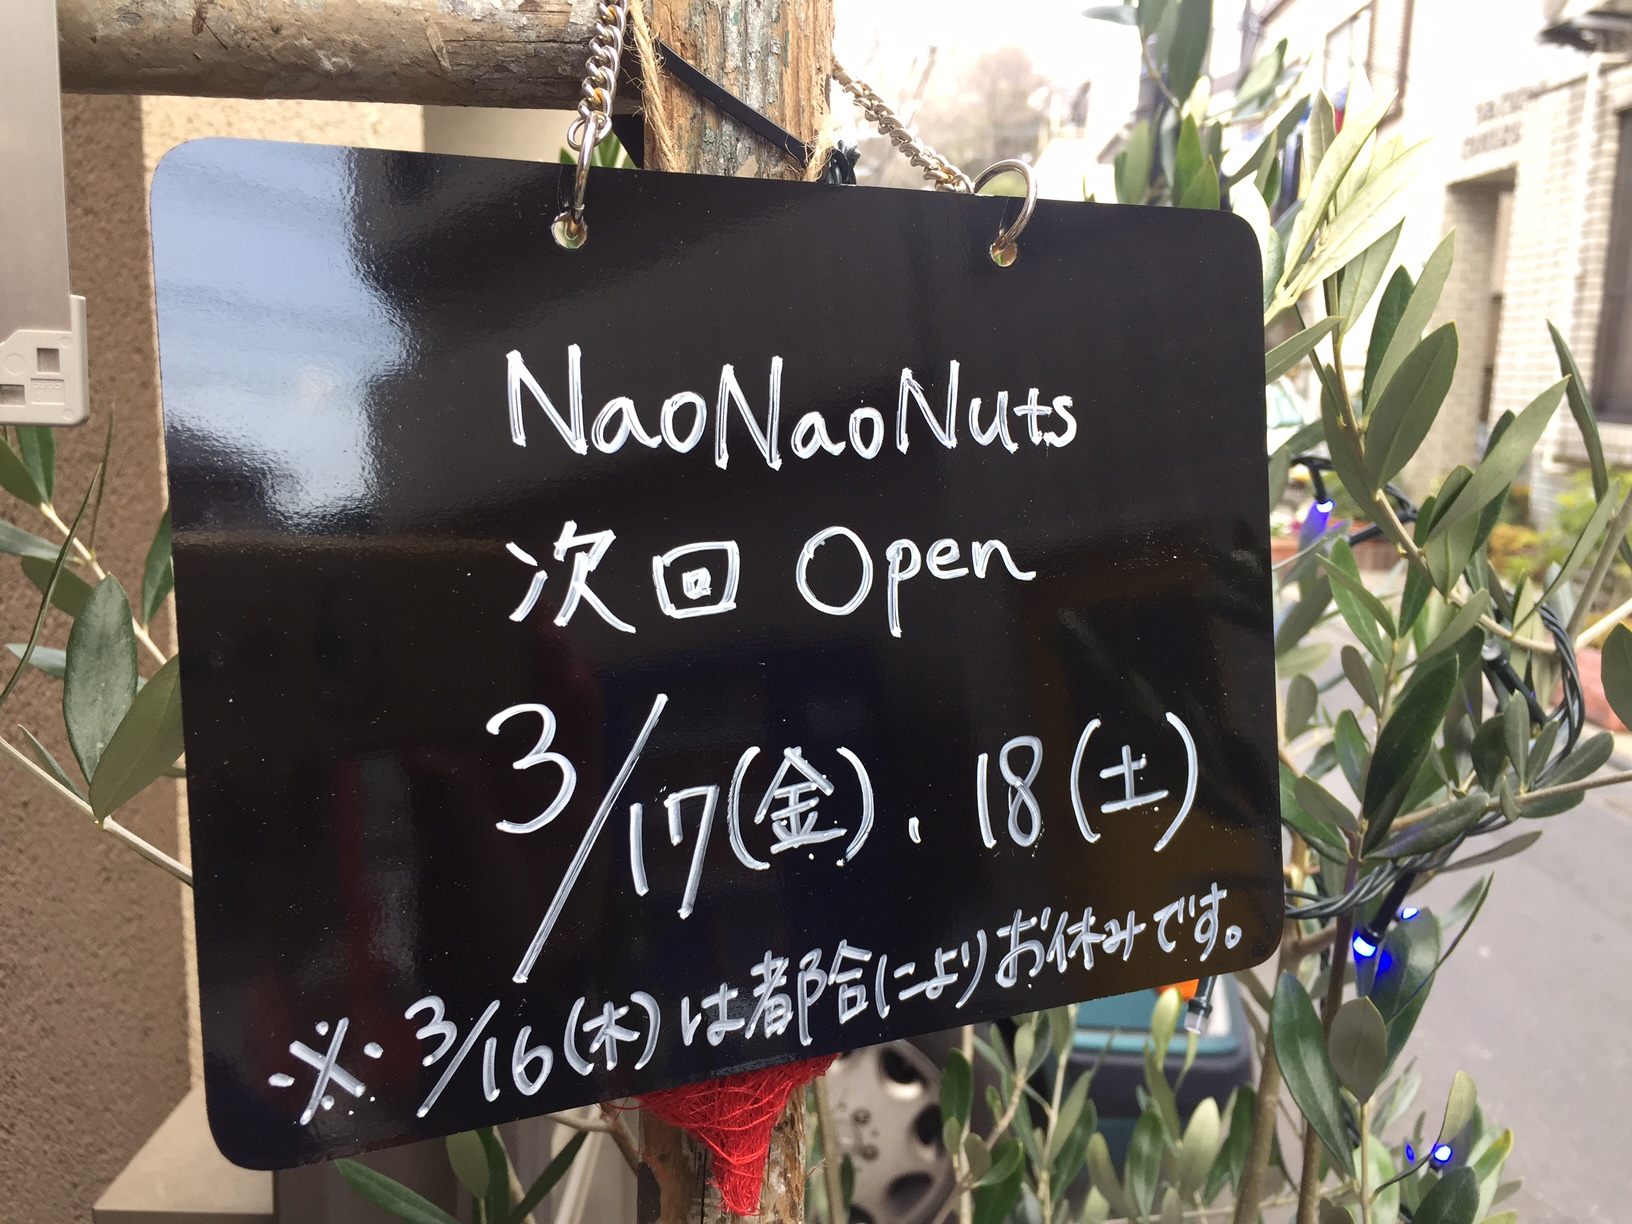 NaoNaoNuts
次回 Open
3/17(金)、18(土)
※ 3/16(木)は都合によりお休みです。